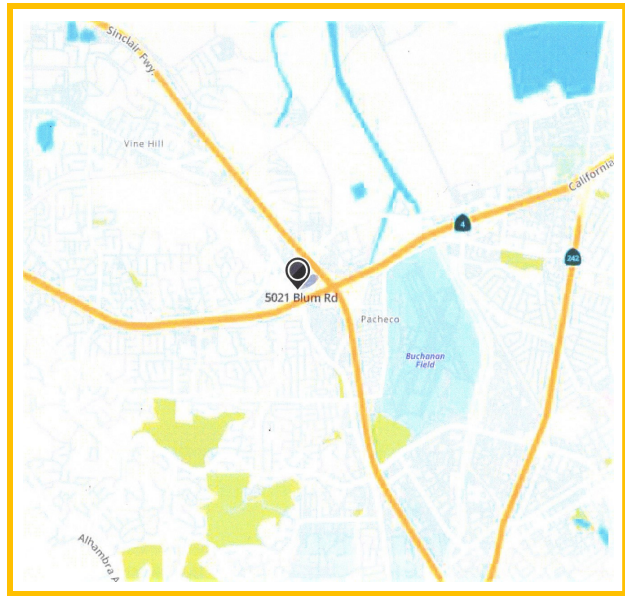 Sinclair Fwy.
Vine Hill
California
4
242
5021 Blum Rd
Pacheco
Buchanan
Field
Alhambra A